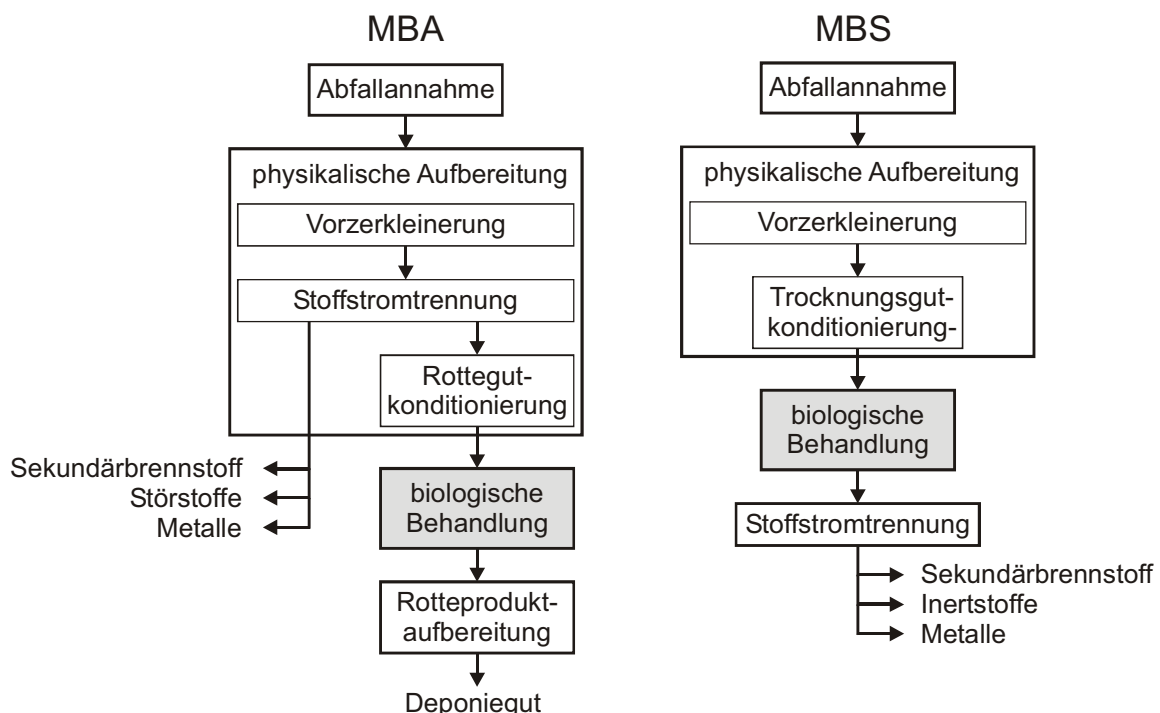 MBA
Abfallannahme
physikalische Aufbereitung
Vorzerkleinerung
Stoffstromtrennung
Rottegut-
konditionierung
Sekundärbrennstoff
Störstoffe
Metalle
biologische
Behandlung
Rotteprodukt-
aufbereitung
Deponiegut
MBS
Abfallannahme
physikalische Aufbereitung
Vorzerkleinerung
Trocknungsgut-
konditionierung-
biologische
Behandlung
Stoffstromtrennung
Sekundärbrennstoff
Inertstoffe
Metalle